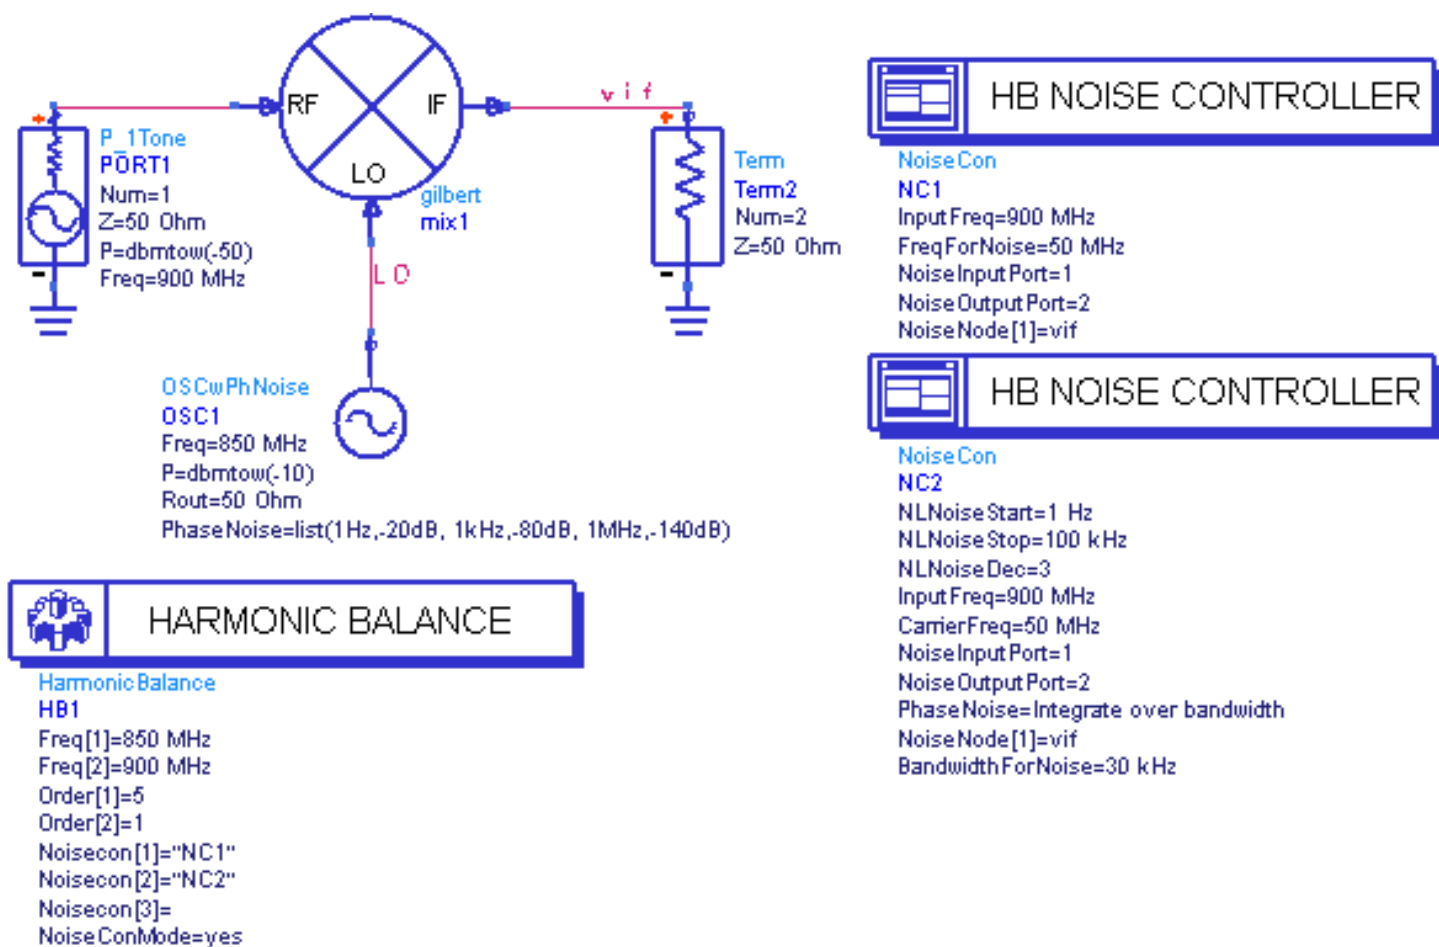 RF
IF
LO
vif
+
-
P_1Tone
PORT1
Num=1
Z=50 Ohm
P=dbmtow(-50)
Freq=900 MHz
gilbert
mix1
LO
+
-
Term
Term2
Num=2
Z=50 Ohm
OSCwPhNoise
OSC1
Freq=850 MHz
P=dbmtow(-10)
Rout=50 Ohm
PhaseNoise=list(1Hz,-20dB, 1kHz,-80dB, 1MHz,-140dB)
HARMONIC BALANCE
HarmonicBalance
HB1
Freq[1]=850 MHz
Freq[2]=900 MHz
Order[1]=5
Order[2]=1
Noisecon[1]="NC1"
Noisecon[2]="NC2"
Noisecon[3]=
NoiseConMode=yes
HB NOISE CONTROLLER
NoiseCon
NC1
InputFreq=900 MHz
FreqForNoise=50 MHz
NoiseInputPort=1
NoiseOutputPort=2
NoiseNode[1]=vif
HB NOISE CONTROLLER
NoiseCon
NC2
NLNoiseStart=1 Hz
NLNoiseStop=100 kHz
NLNoiseDec=3
InputFreq=900 MHz
CarrierFreq=50 MHz
NoiseInputPort=1
NoiseOutputPort=2
PhaseNoise=Integrate over bandwidth
NoiseNode[1]=vif
BandwidthForNoise=30 kHz